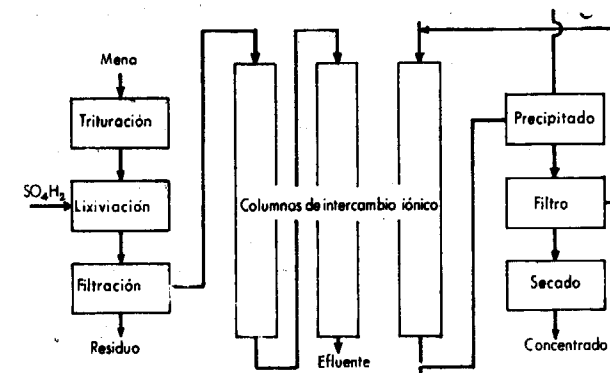 Mena
Trituración
SO₄H₂
Lixiviación
Filtración
Residuo
Columnas de intercambio iónico
Efluente
Precipitado
Filtro
Secado
Concentrado